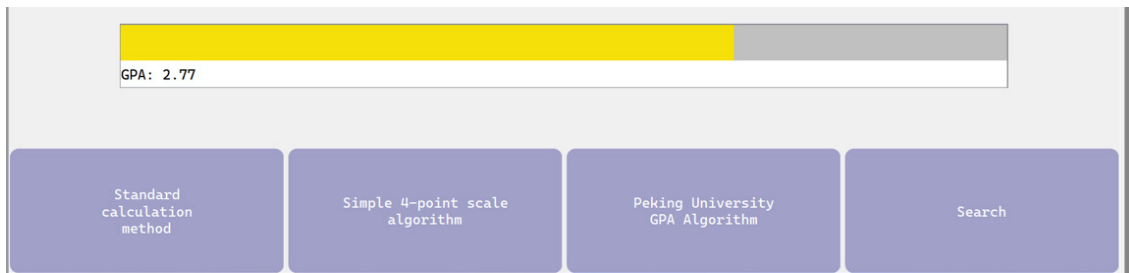 GPA: 2.77
Standard
calculation
method
Simple 4-point scale
algorithm
Peking University
GPA Algorithm
Search